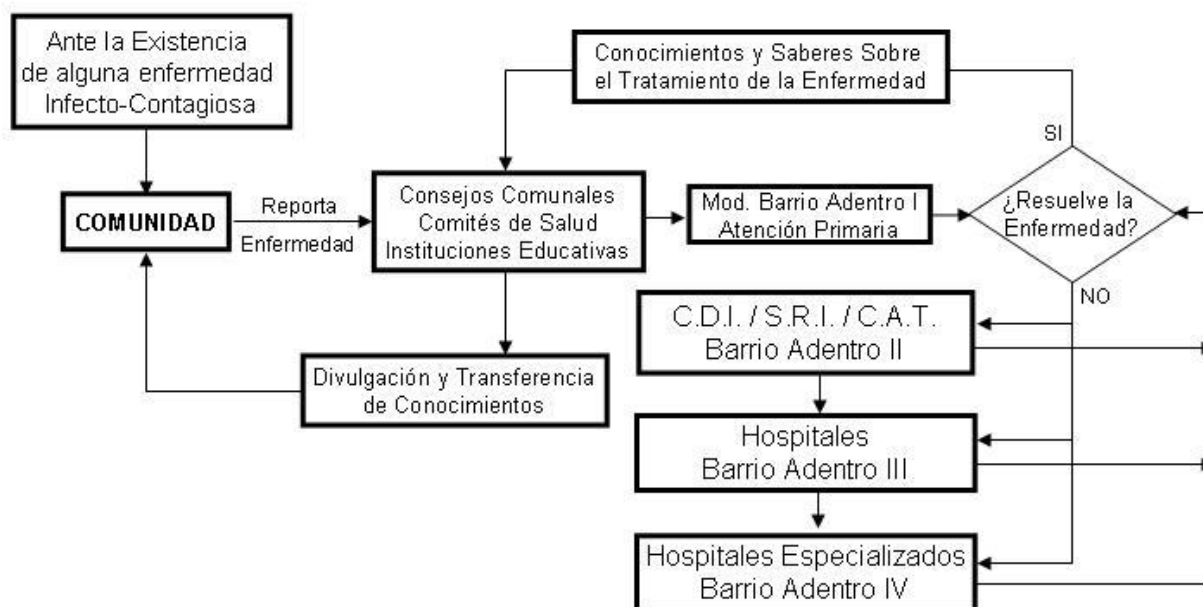 Ante la Existencia
de alguna enfermedad
Infecto-Contagiosa
Conocimientos y Saberes Sobre
el Tratamiento de la Enfermedad
SI
COMUNIDAD
Reporta
Enfermedad
Consejos Comunales
Comités de Salud
Instituciones Educativas
Mod. Barrio Adentro I
Atención Primaria
¿Resuelve la
Enfermedad?
NO
C.D.I. / S.R.I. / C.A.T.
Barrio Adentro II
Divulgación y Transferencia
de Conocimientos
Hospitales
Barrio Adentro III
Hospitales Especializados
Barrio Adentro IV